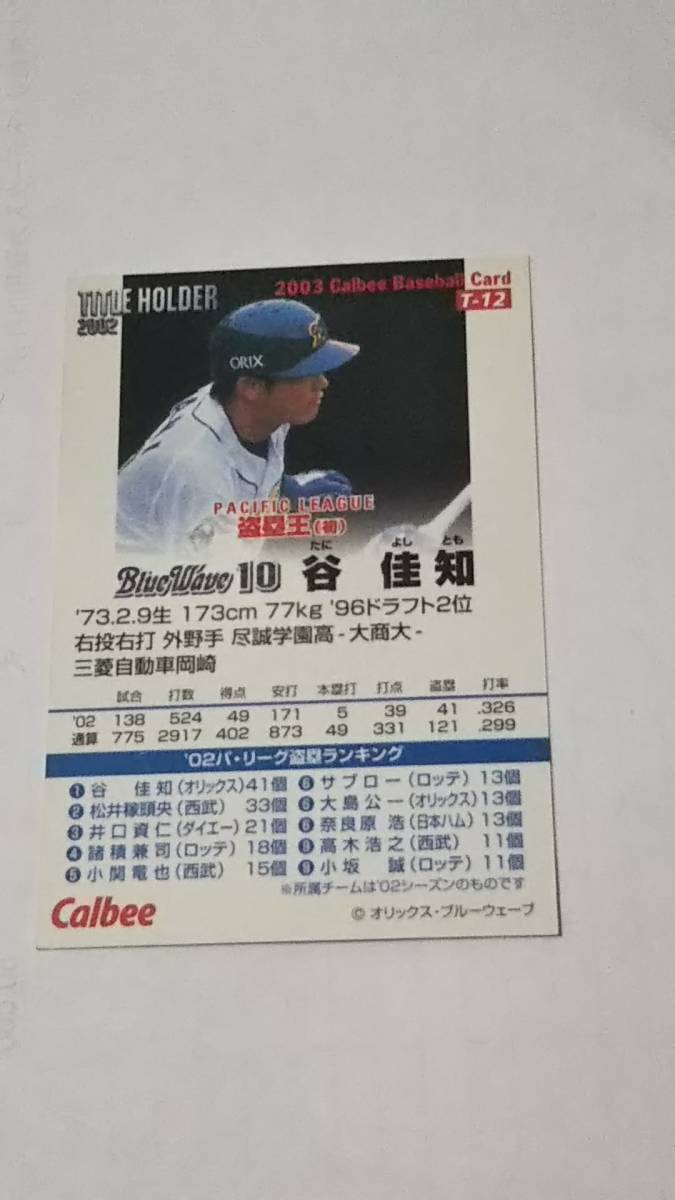 2003 Calbee Baseball Card
TITLE HOLDER
2002
T-12
ORIX
PACIFIC LEAGUE
盗塁王(初)
たに よし とも
BlueWave 10 谷 佳 知
'73.2.9生 173cm 77kg '96ドラフト2位
右投右打 外野手 尽誠学園高-大商大-
三菱自動車岡崎
試合 打数 得点 安打 本塁打 打点 盗塁 打率
'02 138 524 49 171 5 39 41 .326
通算 775 2917 402 873 49 331 121 .299
'02パ・リーグ盗塁ランキング
①谷 佳知(オリックス)41個
②松井稼頭央(西武) 33個
③井口資仁(ダイエー)21個
④諸積兼司(ロッテ)18個
⑤小関竜也(西武) 15個
⑥サブロー(ロッテ)13個
⑥大島公一(オリックス)13個
⑥奈良原 浩(日本ハム)13個
⑨高木浩之(西武) 11個
⑨小坂 誠(ロッテ)11個
※所属チームは'02シーズンのものです
Calbee
© オリックス・ブルーウェーブ